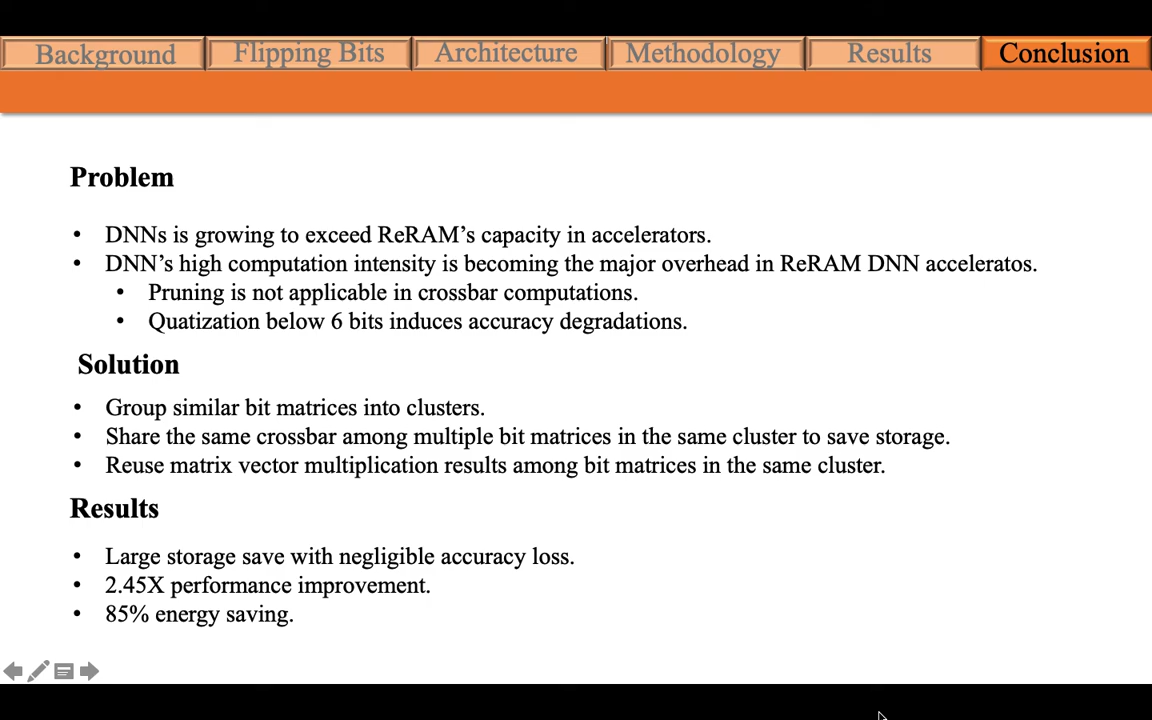 Background Flipping Bits Architecture Methodology Results Conclusion
Problem
• DNNs is growing to exceed ReRAM’s capacity in accelerators.
• DNN’s high computation intensity is becoming the major overhead in ReRAM DNN acceleratos.
• Pruning is not applicable in crossbar computations.
• Quatization below 6 bits induces accuracy degradations.
Solution
• Group similar bit matrices into clusters.
• Share the same crossbar among multiple bit matrices in the same cluster to save storage.
• Reuse matrix vector multiplication results among bit matrices in the same cluster.
Results
• Large storage save with negligible accuracy loss.
• 2.45X performance improvement.
• 85% energy saving.